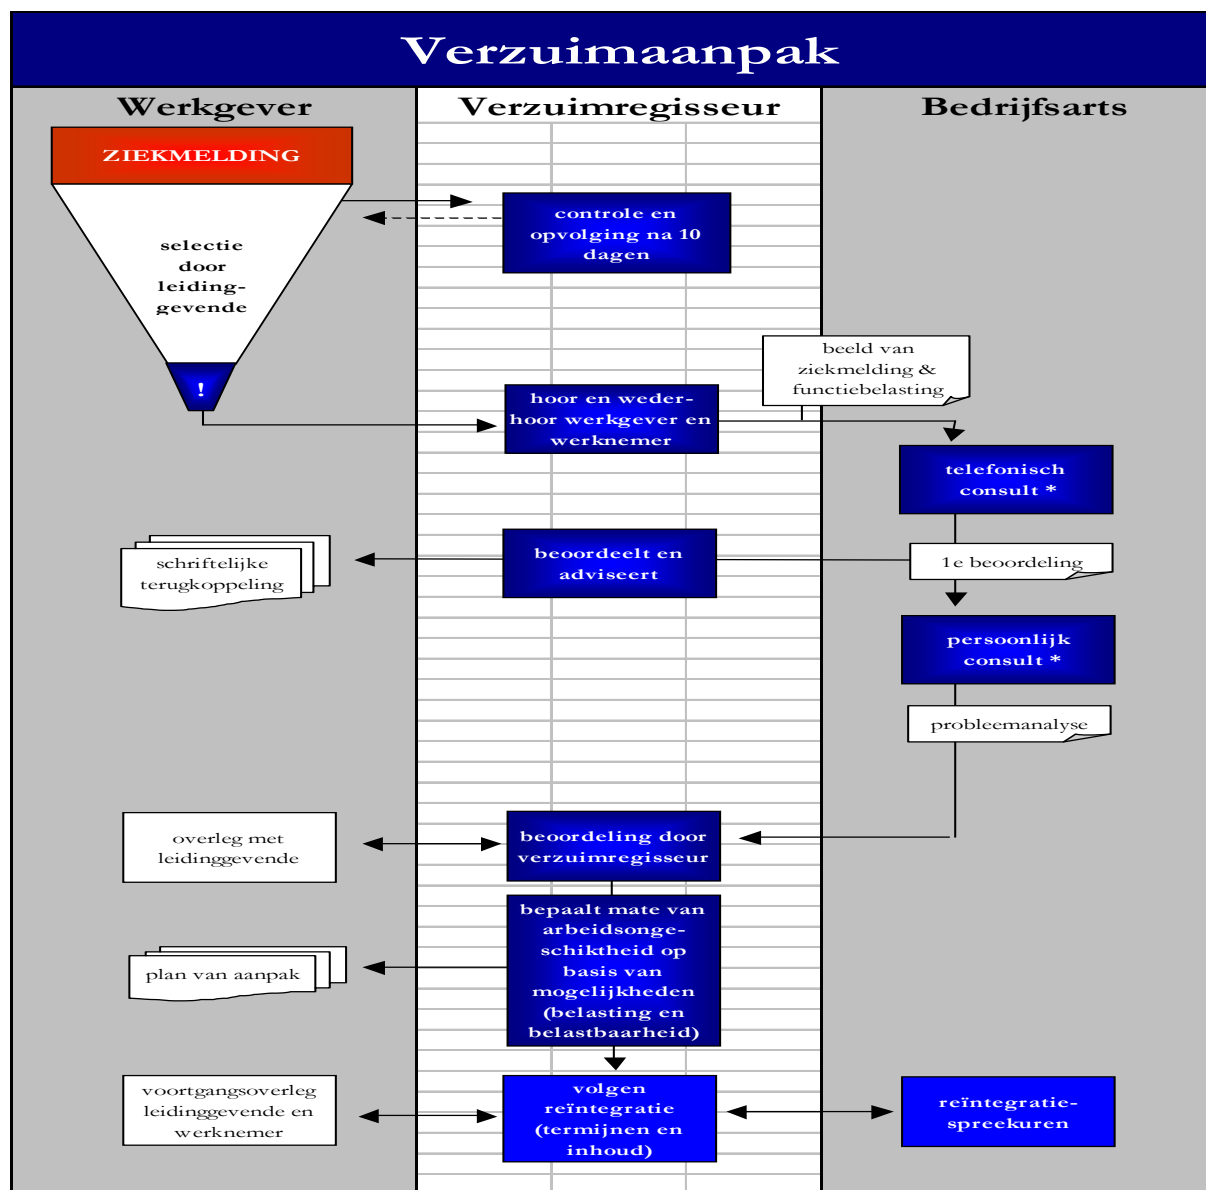 Verzuimaanpak
Werkgever
Verzuimregisseur
Bedrijfsarts
ZIEKMELDING
selectie
door
leiding-
gevende
!
controle en
opvolging na 10
dagen
beeld van
ziekmelding &
functiebelasting
hoor en weder-
hoor werkgever en
werknemer
telefonisch
consult *
schriftelijke
terugkoppeling
beoordeelt en
adviseert
1e beoordeling
persoonlijk
consult *
probleemanalyse
overleg met
leidinggevende
beoordeling door
verzuimregisseur
bepaalt mate van
arbeidsonge-
schiktheid op
basis van
mogelijkheden
(belasting en
belastbaarheid)
plan van aanpak
voortgangsoverleg
leidinggevende en
werknemer
volgen
reïntegratie
(termijnen en
inhoud)
reïntegratie-
spreekuren